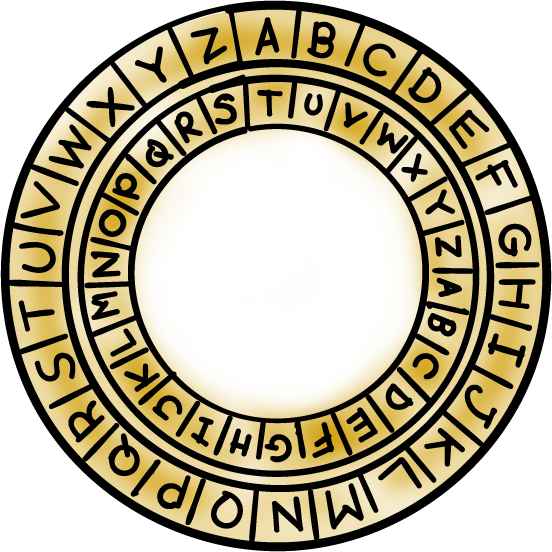 A B C D E F G H I J K L M N O P Q R S T U V W X Y Z
T U V W X Y Z A B C D E F G H I J K L M N O P Q R S